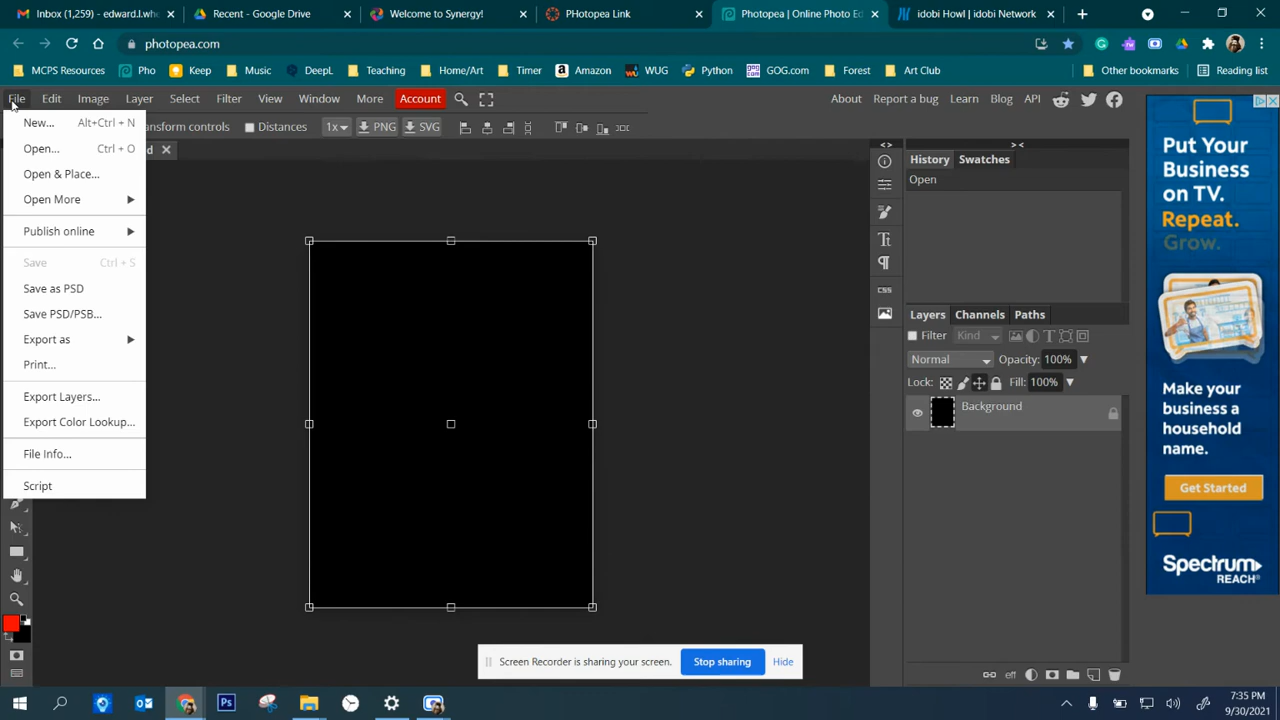 Inbox (1,259) - edward.l.whe
Recent - Google Drive
Welcome to Synergy!
PHotopea Link
Photopea | Online Photo Ed
idobi Howl | idobi Network
photopea.com
MCPS Resources
Pho
Keep
Music
DeepL
Teaching
Home/Art
Timer
Amazon
WUG
Python
GOG.com
Forest
Art Club
Other bookmarks
Reading list
File
Edit
Image
Layer
Select
Filter
View
Window
More
Account
About
Report a bug
Learn
Blog
API
ansform controls
Distances
1x
PNG
SVG
New... Alt+Ctrl + N
Open... Ctrl + O
Open & Place...
Open More
Publish online
Save Ctrl + S
Save as PSD
Save PSD/PSB...
Export as
Print...
Export Layers...
Export Color Lookup...
File Info...
Script
d
History Swatches
Open
css
Layers Channels Paths
Filter Kind
Normal Opacity: 100%
Lock: Fill: 100%
Background
eff
Put Your
Business
on TV.
Repeat.
Grow.
Make your
business a
household
name.
Get Started
Spectrum
REACH
Screen Recorder is sharing your screen. Stop sharing Hide
Ps
7:35 PM
9/30/2021